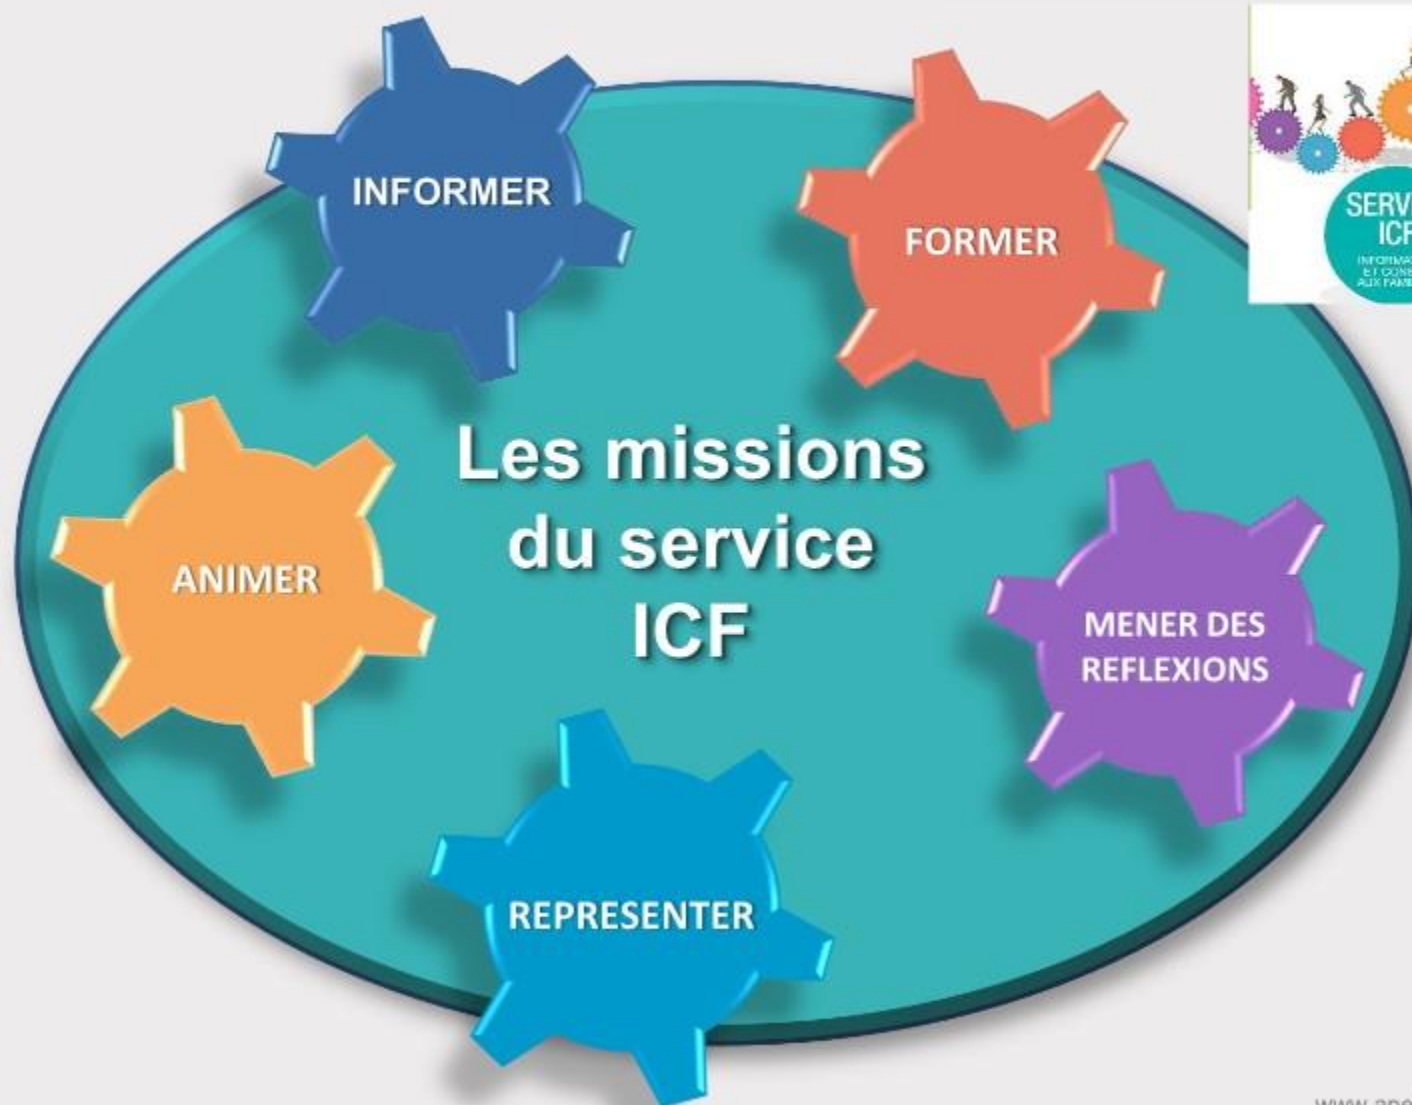 INFORMER
FORMER
Les missions
du service
ICF
ANIMER
MENER DES
REFLEXIONS
REPRESENTER